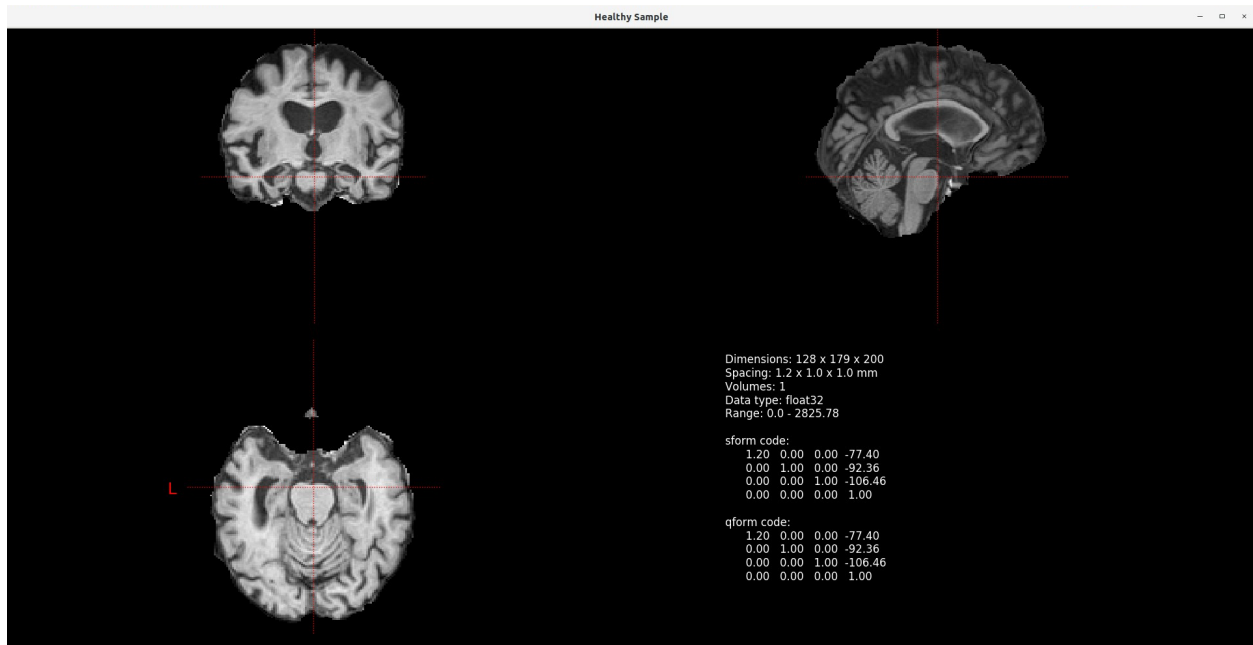 Healthy Sample
L
Dimensions: 128 x 179 x 200
Spacing: 1.2 x 1.0 x 1.0 mm
Volumes: 1
Data type: float32
Range: 0.0 - 2825.78
sform code:
1.20 0.00 0.00 -77.40
0.00 1.00 0.00 -92.36
0.00 0.00 1.00 -106.46
0.00 0.00 0.00 1.00
qform code:
1.20 0.00 0.00 -77.40
0.00 1.00 0.00 -92.36
0.00 0.00 1.00 -106.46
0.00 0.00 0.00 1.00